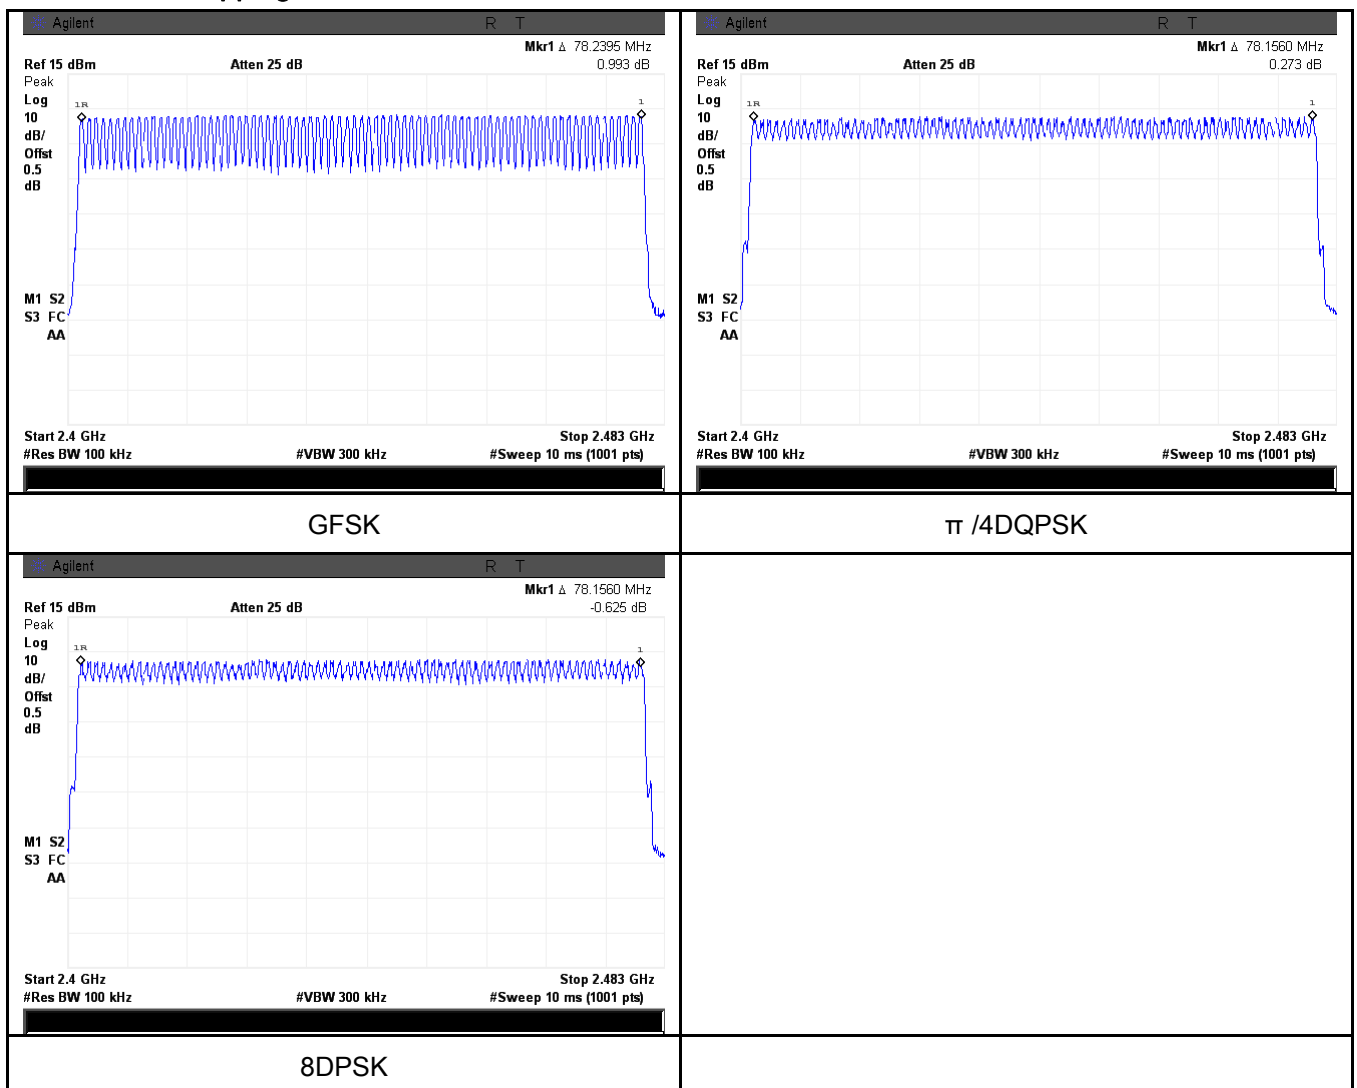 Agilent R T
Mkr1 Δ 78.2395 MHz
Ref 15 dBm Atten 25 dB 0.993 dB
Peak
Log
10
dB/
Offst
0.5
dB
1R
1
M1 S2
S3 FC
AA
Start 2.4 GHz Stop 2.483 GHz
#Res BW 100 kHz #VBW 300 kHz #Sweep 10 ms (1001 pts)
GFSK
Agilent R T
Mkr1 Δ 78.1560 MHz
Ref 15 dBm Atten 25 dB 0.273 dB
Peak
Log
10
dB/
Offst
0.5
dB
1R
1
M1 S2
S3 FC
AA
Start 2.4 GHz Stop 2.483 GHz
#Res BW 100 kHz #VBW 300 kHz #Sweep 10 ms (1001 pts)
π /4DQPSK
Agilent R T
Mkr1 Δ 78.1560 MHz
Ref 15 dBm Atten 25 dB -0.625 dB
Peak
Log
10
dB/
Offst
0.5
dB
1R
1
M1 S2
S3 FC
AA
Start 2.4 GHz Stop 2.483 GHz
#Res BW 100 kHz #VBW 300 kHz #Sweep 10 ms (1001 pts)
8DPSK